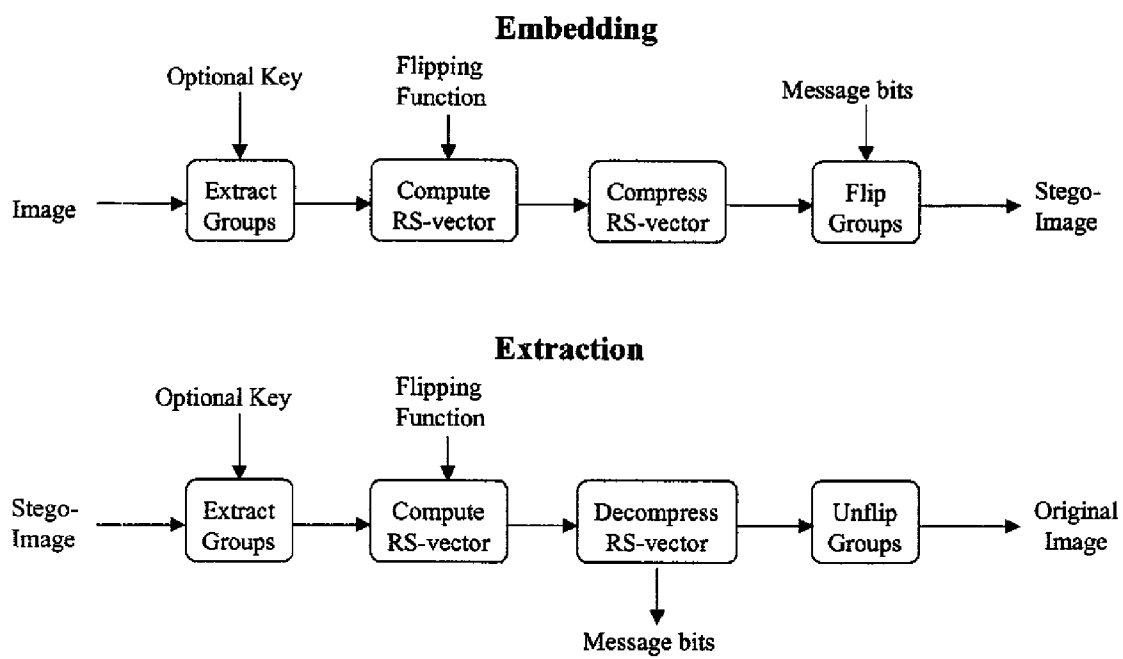 Embedding
Optional Key
Flipping
Function
Message bits
Image
Extract
Groups
Compute
RS-vector
Compress
RS-vector
Flip
Groups
Stego-
Image
Extraction
Optional Key
Flipping
Function
Stego-
Image
Extract
Groups
Compute
RS-vector
Decompress
RS-vector
Unflip
Groups
Original
Image
Message bits